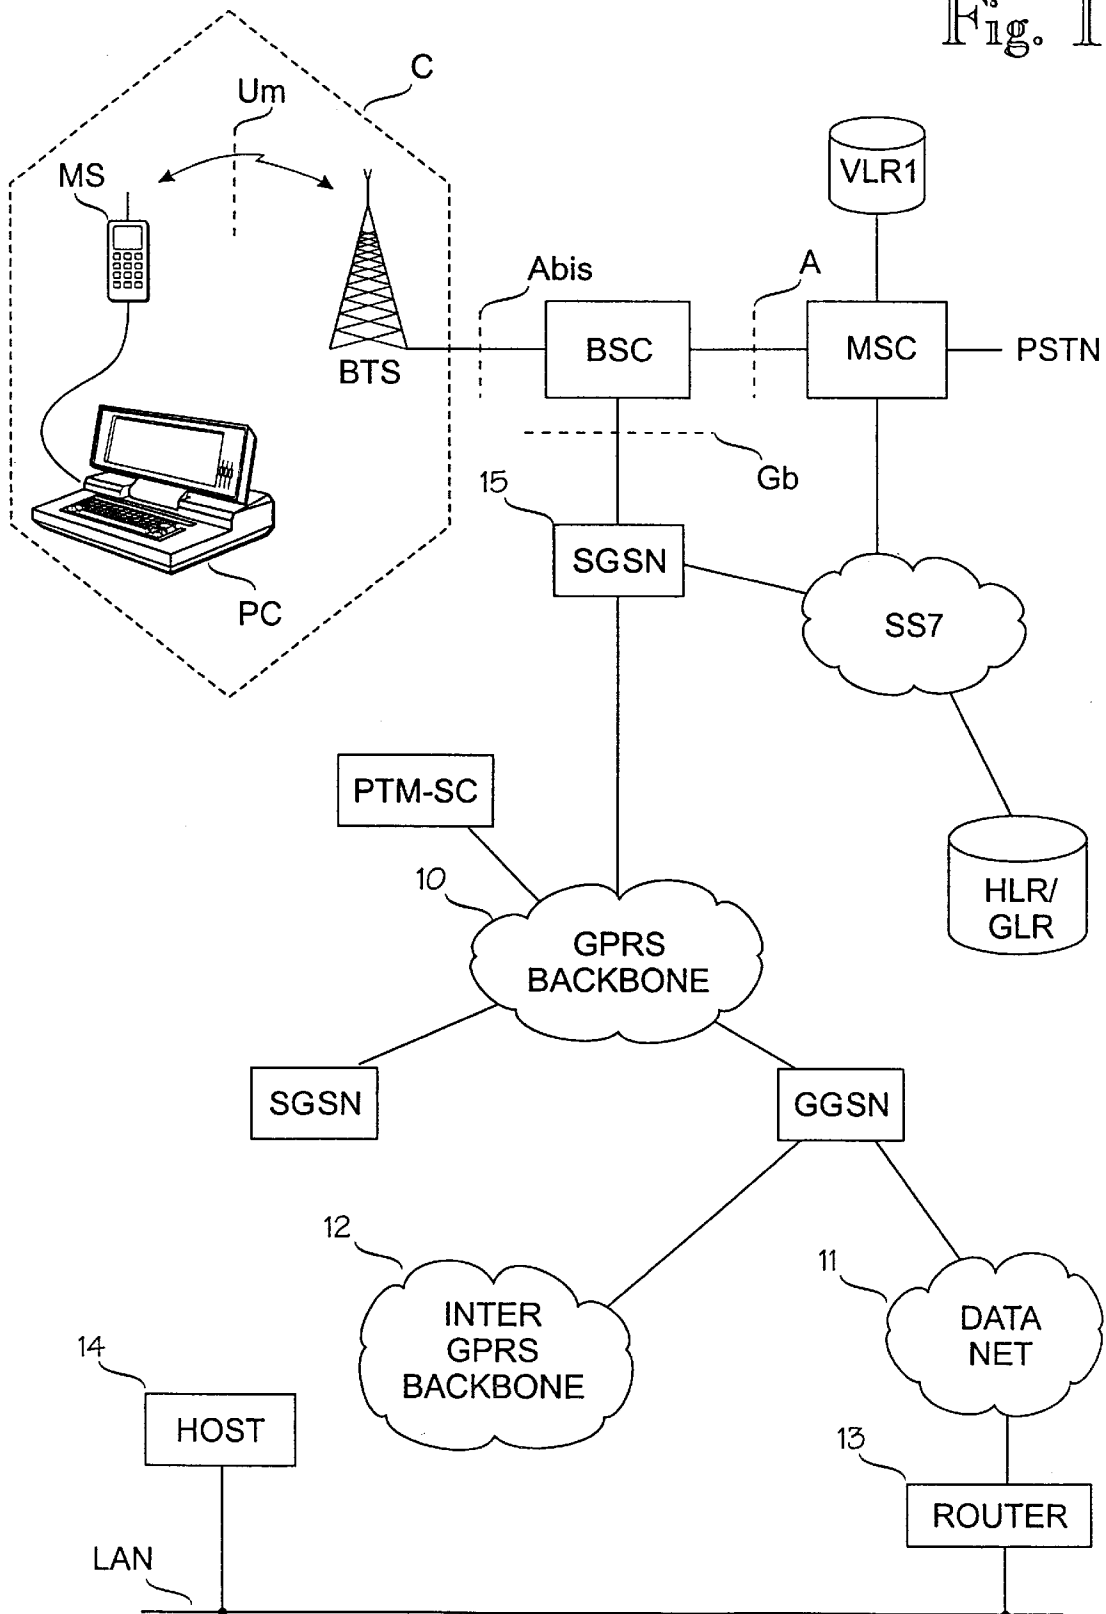 Fig. 1
C
Um
MS
VLR1
Abis
A
BSC
MSC
PSTN
BTS
Gb
15
SGSN
PC
SS7
PTM-SC
10
HLR/
GLR
GPRS
BACKBONE
SGSN
GGSN
12
11
INTER
GPRS
BACKBONE
DATA
NET
14
HOST
13
ROUTER
LAN